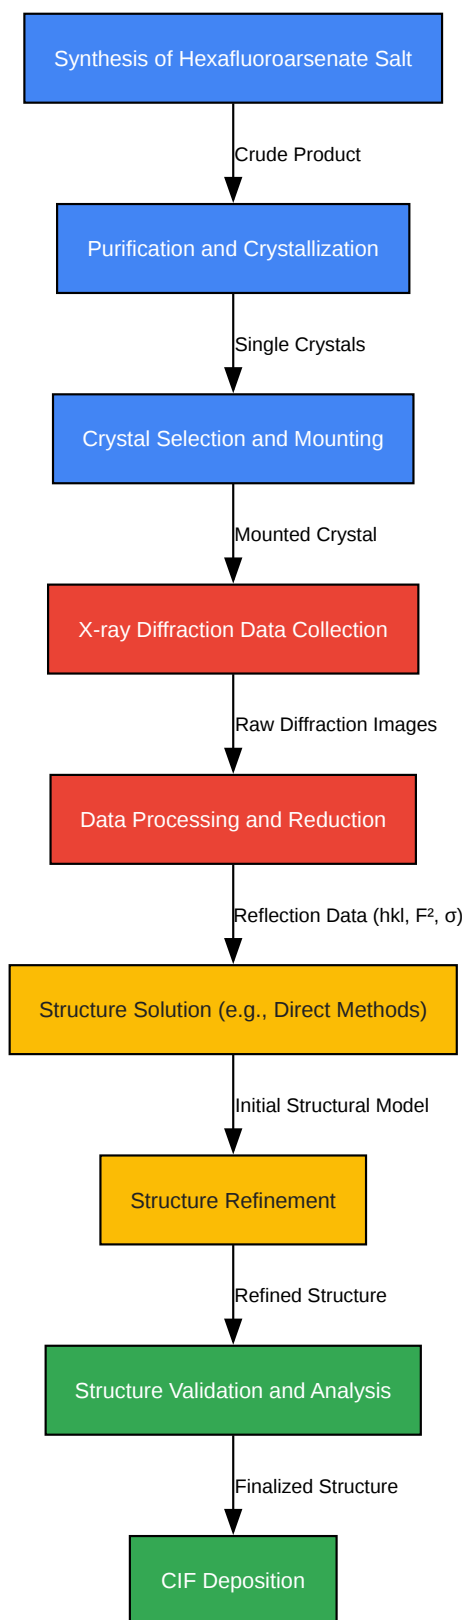 Synthesis of Hexafluoroarsenate Salt
Crude Product
Purification and Crystallization
Single Crystals
Crystal Selection and Mounting
Mounted Crystal
X-ray Diffraction Data Collection
Raw Diffraction Images
Data Processing and Reduction
Reflection Data (hkl, F², σ)
Structure Solution (e.g., Direct Methods)
Initial Structural Model
Structure Refinement
Refined Structure
Structure Validation and Analysis
Finalized Structure
CIF Deposition